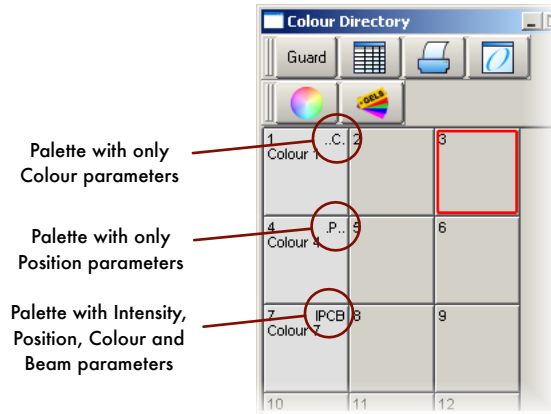 Colour Directory
Guard
GELS
Palette with only
Colour parameters
1 ..C. 2 3
Colour 1
Palette with only
Position parameters
4 .P.. 5 6
Colour 4
Palette with Intensity,
Position, Colour and
Beam parameters
7 IPCB 8 9
Colour 7
10 11 12